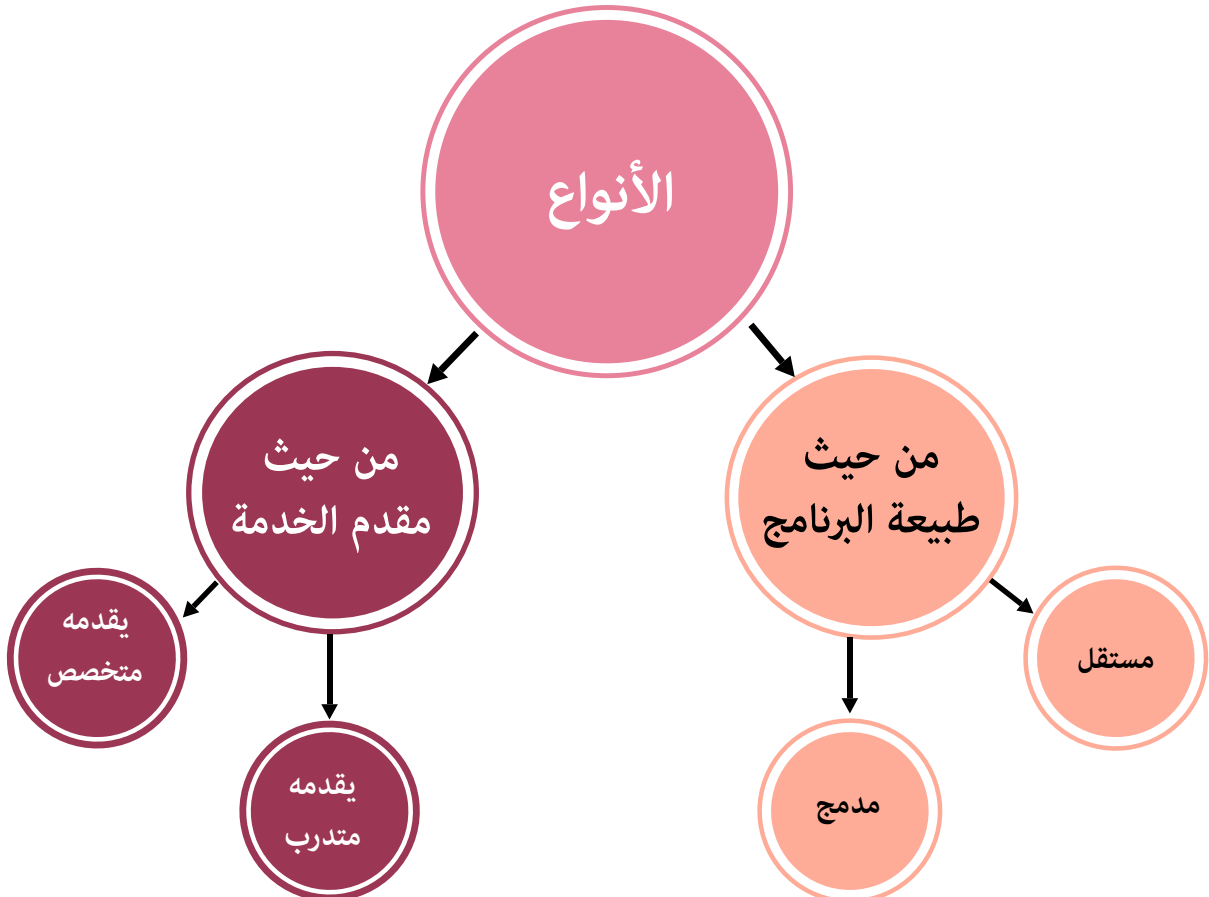 الأنواع
من حيث
طبيعة البرنامج
من حيث
مقدم الخدمة
مستقل
مدمج
يقدمه
متخصص
يقدمه
متدرب